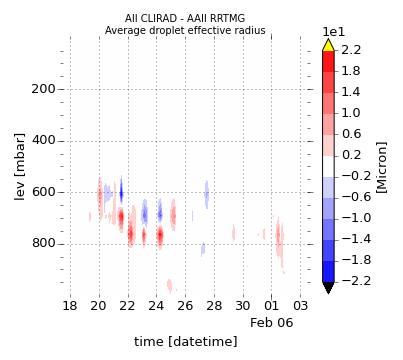 All CLIRAD - AAll RRTMG
Average droplet effective radius
1e1
2.2
1.8
1.4
1.0
0.6
0.2
−0.2
−0.6
−1.0
−1.4
−1.8
−2.2
[Micron]
lev [mbar]
200
400
600
800
18 20 22 24 26 28 30 01 03
Feb 06
time [datetime]